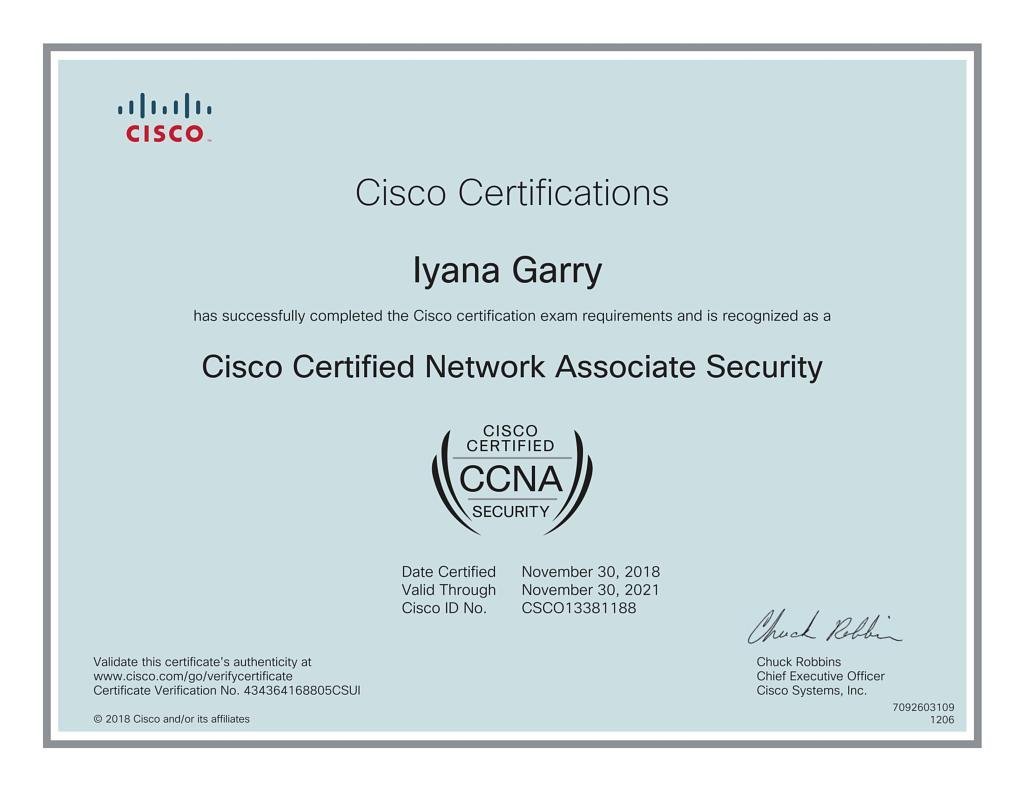 CISCO
Cisco Certifications
Iyana Garry
has successfully completed the Cisco certification exam requirements and is recognized as a
Cisco Certified Network Associate Security
CISCO
CERTIFIED
CCNA
SECURITY
Date Certified November 30, 2018
Valid Through November 30, 2021
Cisco ID No. CSCO13381188
Chuck Robbins
Validate this certificate's authenticity at
www.cisco.com/go/verifycertificate
Certificate Verification No. 434364168805CSUI
© 2018 Cisco and/or its affiliates
Chuck Robbins
Chief Executive Officer
Cisco Systems, Inc.
7092603109
1206